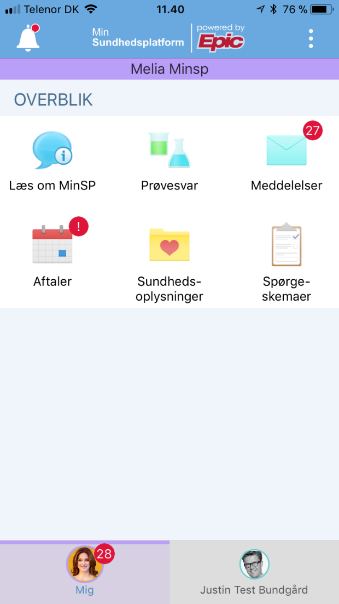 Telenor DK 11.40 76 %
Min
Sundhedsplatform
powered by
Epic
Melia Minsp
OVERBLIK
27
Læs om MinSP Prøvesvar Meddelelser
!
Aftaler Sundheds- Spørge-
oplysninger skemaer
28
Mig Justin Test Bundgård